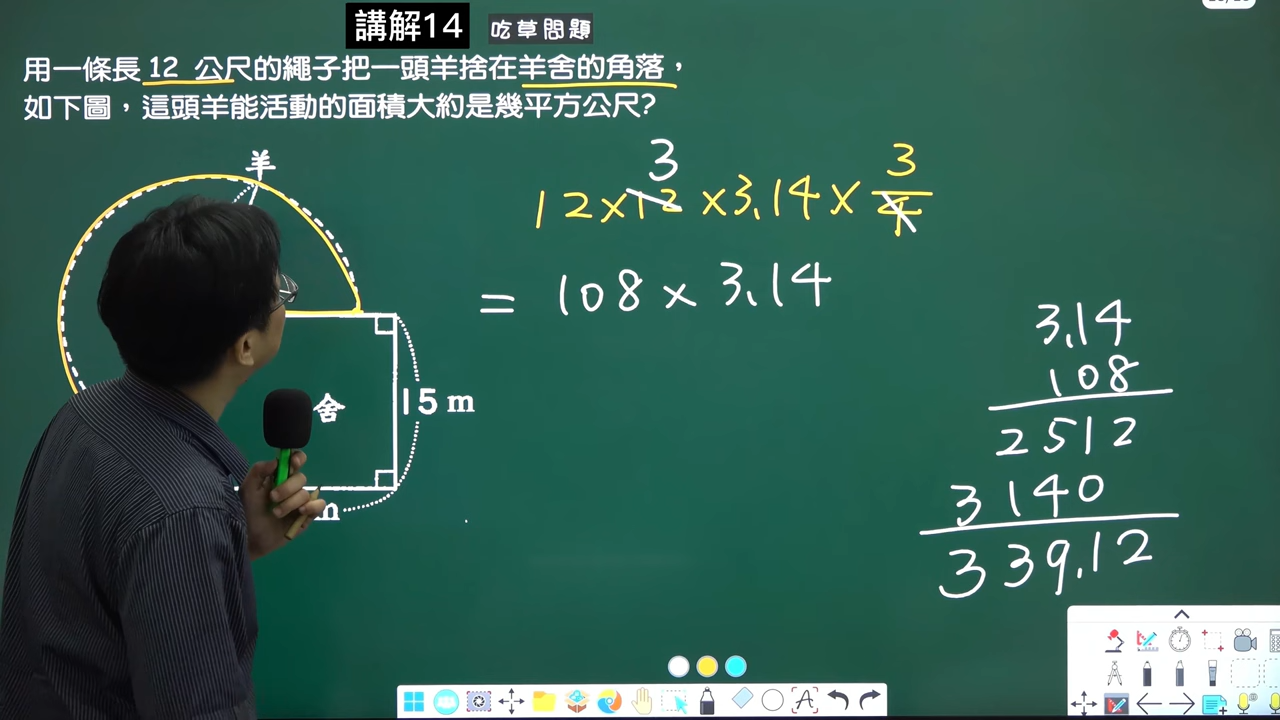 講解14 吃草問題
用一條長 12 公尺的繩子把一頭羊捨在羊舍的角落，
如下圖，這頭羊能活動的面積大約是幾平方公尺?
羊
舍
15 m
m
12×12×3.14×3/4
3
= 108 × 3.14
3.14
108
2512
3140
339.12